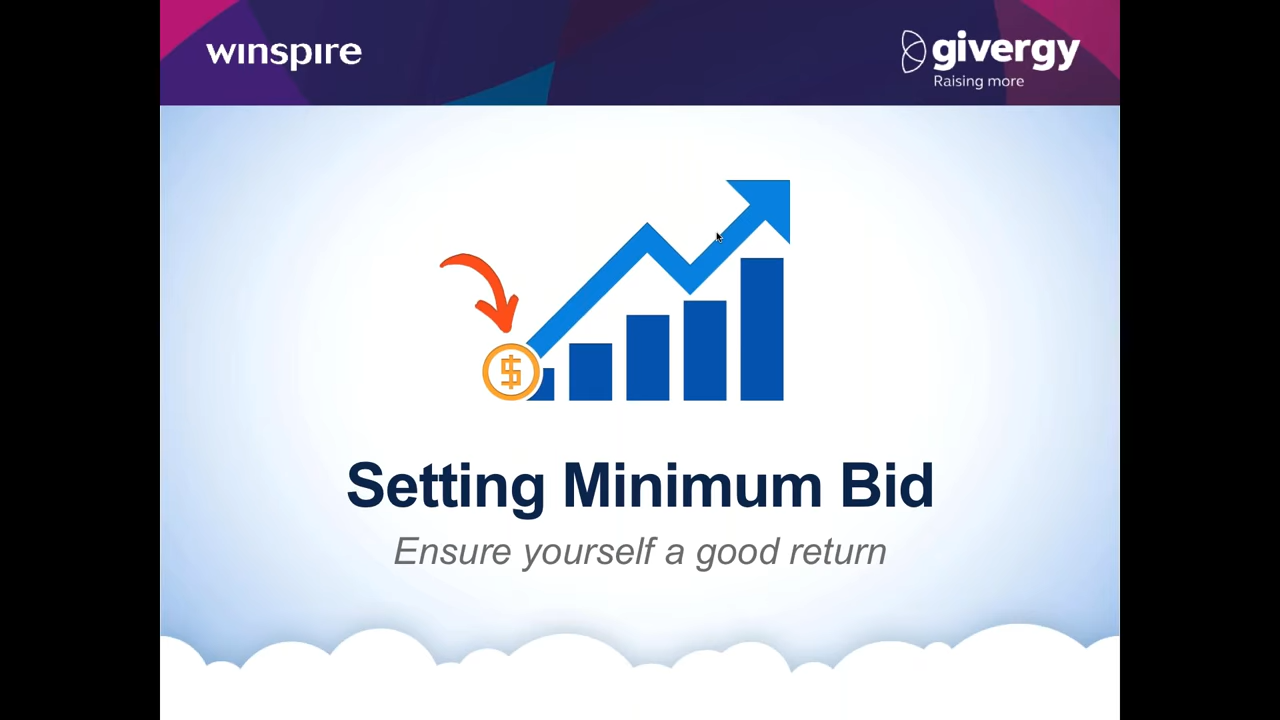 winspire
givergy
Raising more
$
Setting Minimum Bid
Ensure yourself a good return